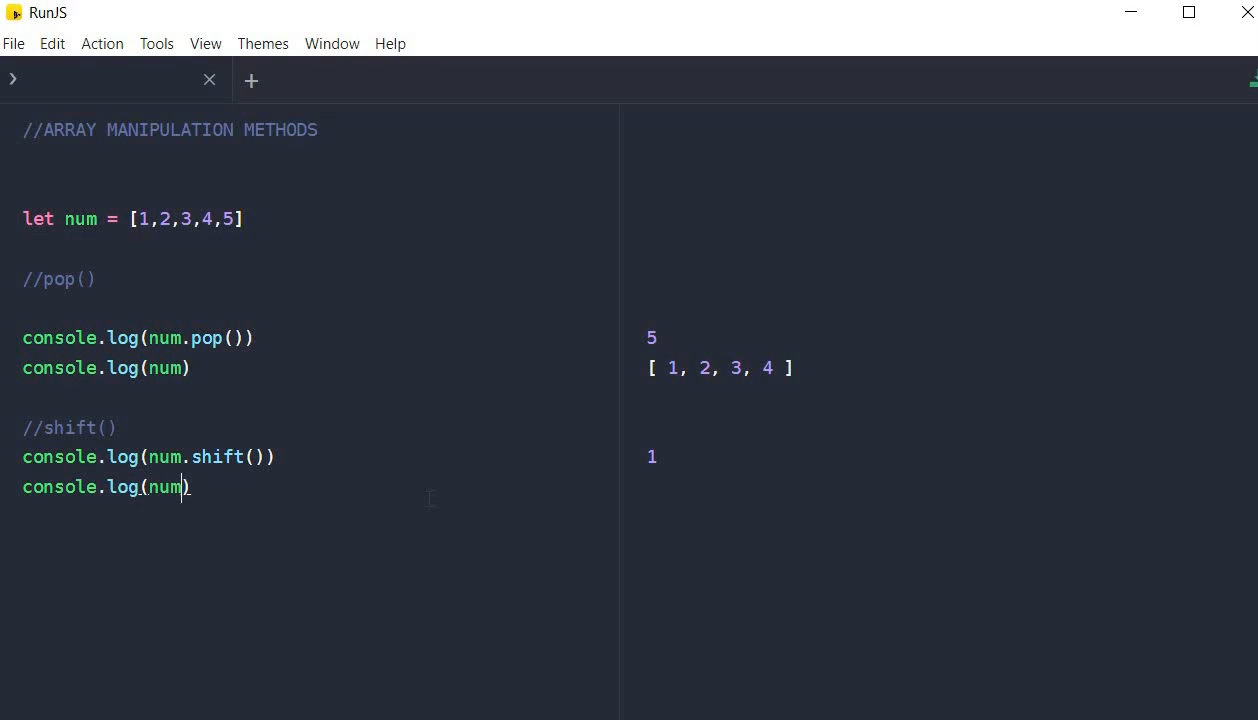 RunJS
File Edit Action Tools View Themes Window Help
//ARRAY MANIPULATION METHODS
let num = [1,2,3,4,5]
//pop()
console.log(num.pop()) 5
console.log(num) [ 1, 2, 3, 4 ]
//shift()
console.log(num.shift()) 1
console.log(num)